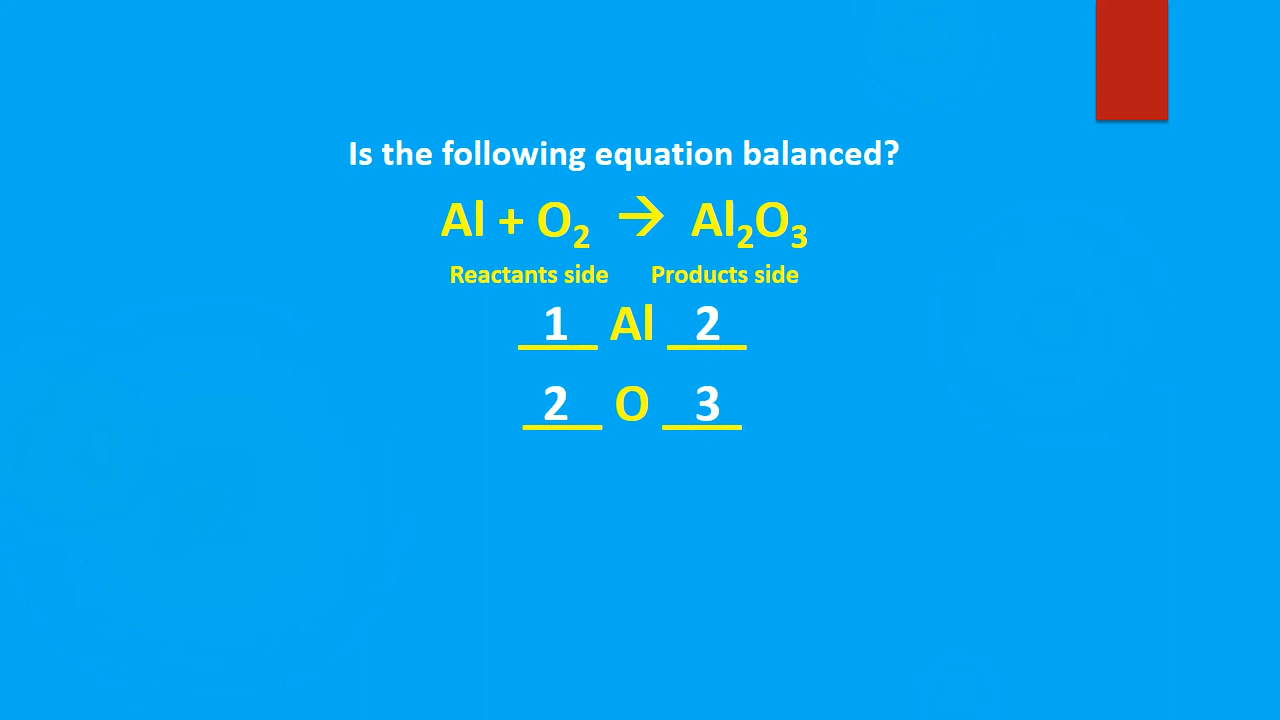 Is the following equation balanced?
Al + O₂ → Al₂O₃
Reactants side Products side
1 Al 2
2 O 3